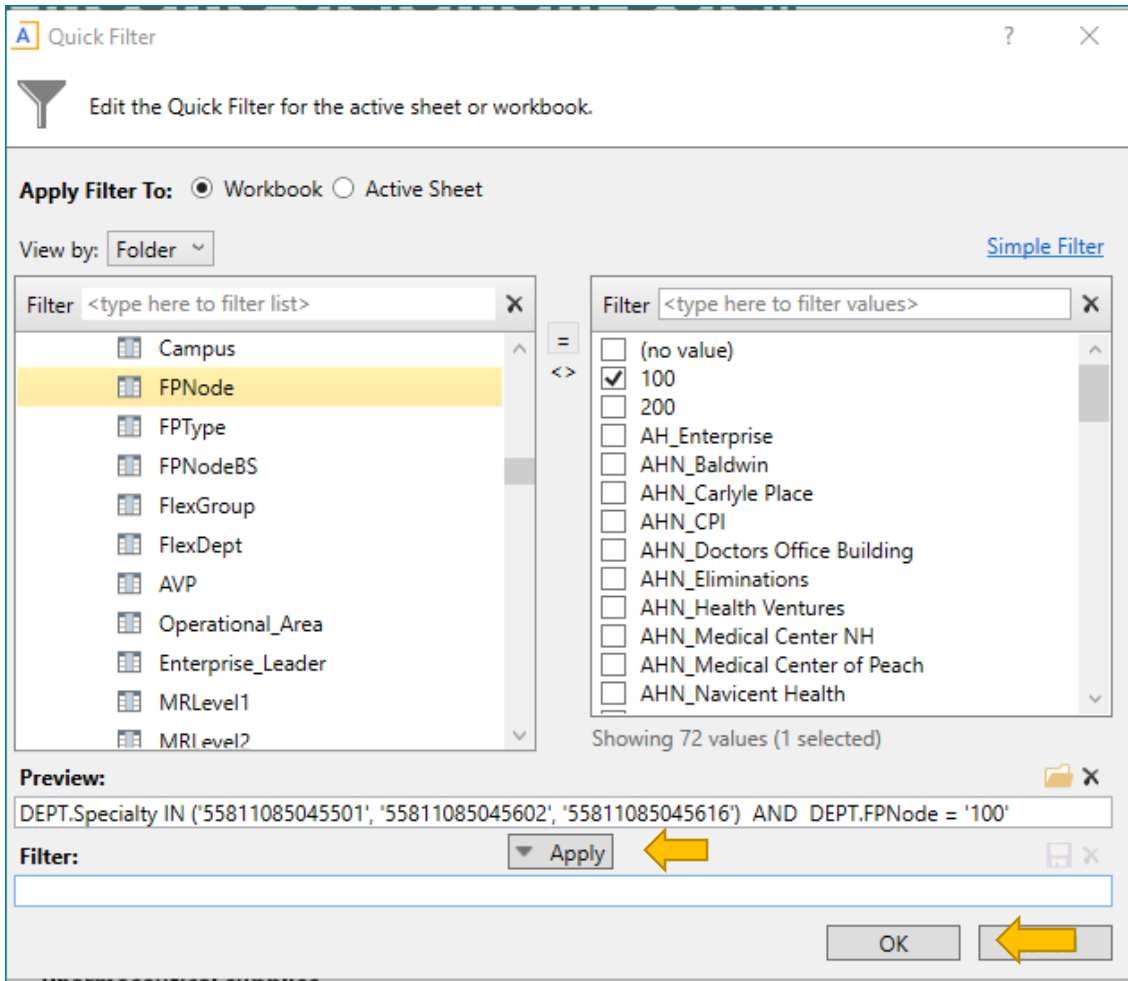 A Quick Filter ?
Edit the Quick Filter for the active sheet or workbook.
Apply Filter To: Workbook Active Sheet
View by: Folder Simple Filter
Filter <type here to filter list>
Campus
FPNode
FPType
FPNodeBS
FlexGroup
FlexDept
AVP
Operational_Area
Enterprise_Leader
MRLevel1
MRLevel2
=
<>
Filter <type here to filter values>
(no value)
100
200
AH_Enterprise
AHN_Baldwin
AHN_Carlyle Place
AHN_CPI
AHN_Doctors Office Building
AHN_Eliminations
AHN_Health Ventures
AHN_Medical Center NH
AHN_Medical Center of Peach
AHN_Navicent Health
Showing 72 values (1 selected)
Preview:
DEPT.Specialty IN ('55811085045501', '55811085045602', '55811085045616') AND DEPT.FPNode = '100'
Filter: Apply
OK